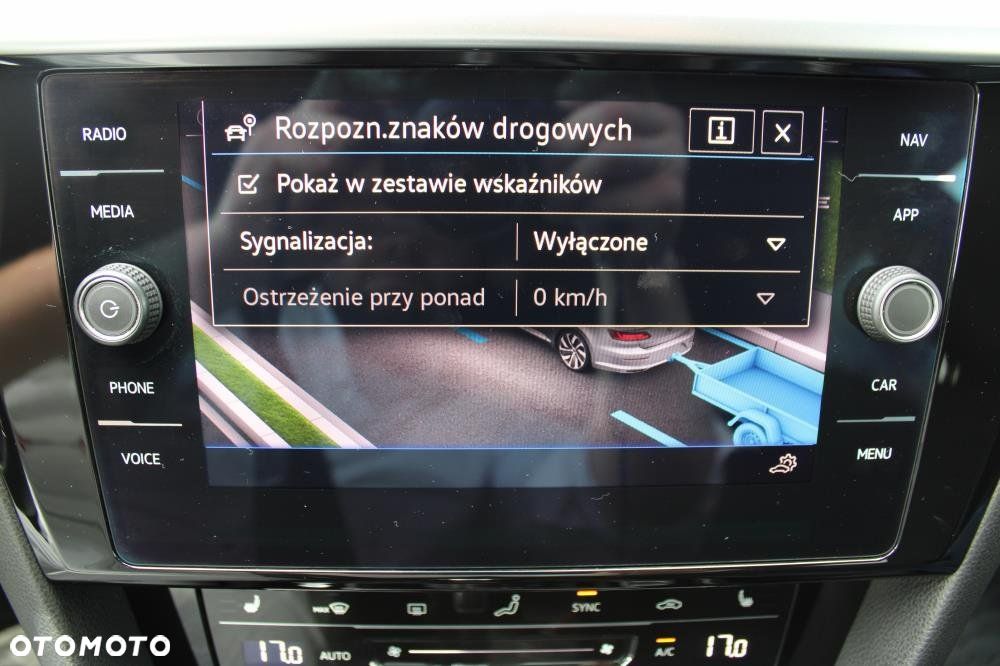 Rozpozn.znaków drogowych
Pokaż w zestawie wskaźników
Sygnalizacja: Wyłączone
Ostrzeżenie przy ponad 0 km/h
RADIO
MEDIA
PHONE
VOICE
NAV
APP
CAR
MENU
MAX
SYNC
17.0 AUTO A/C 17.0
OTOMOTO